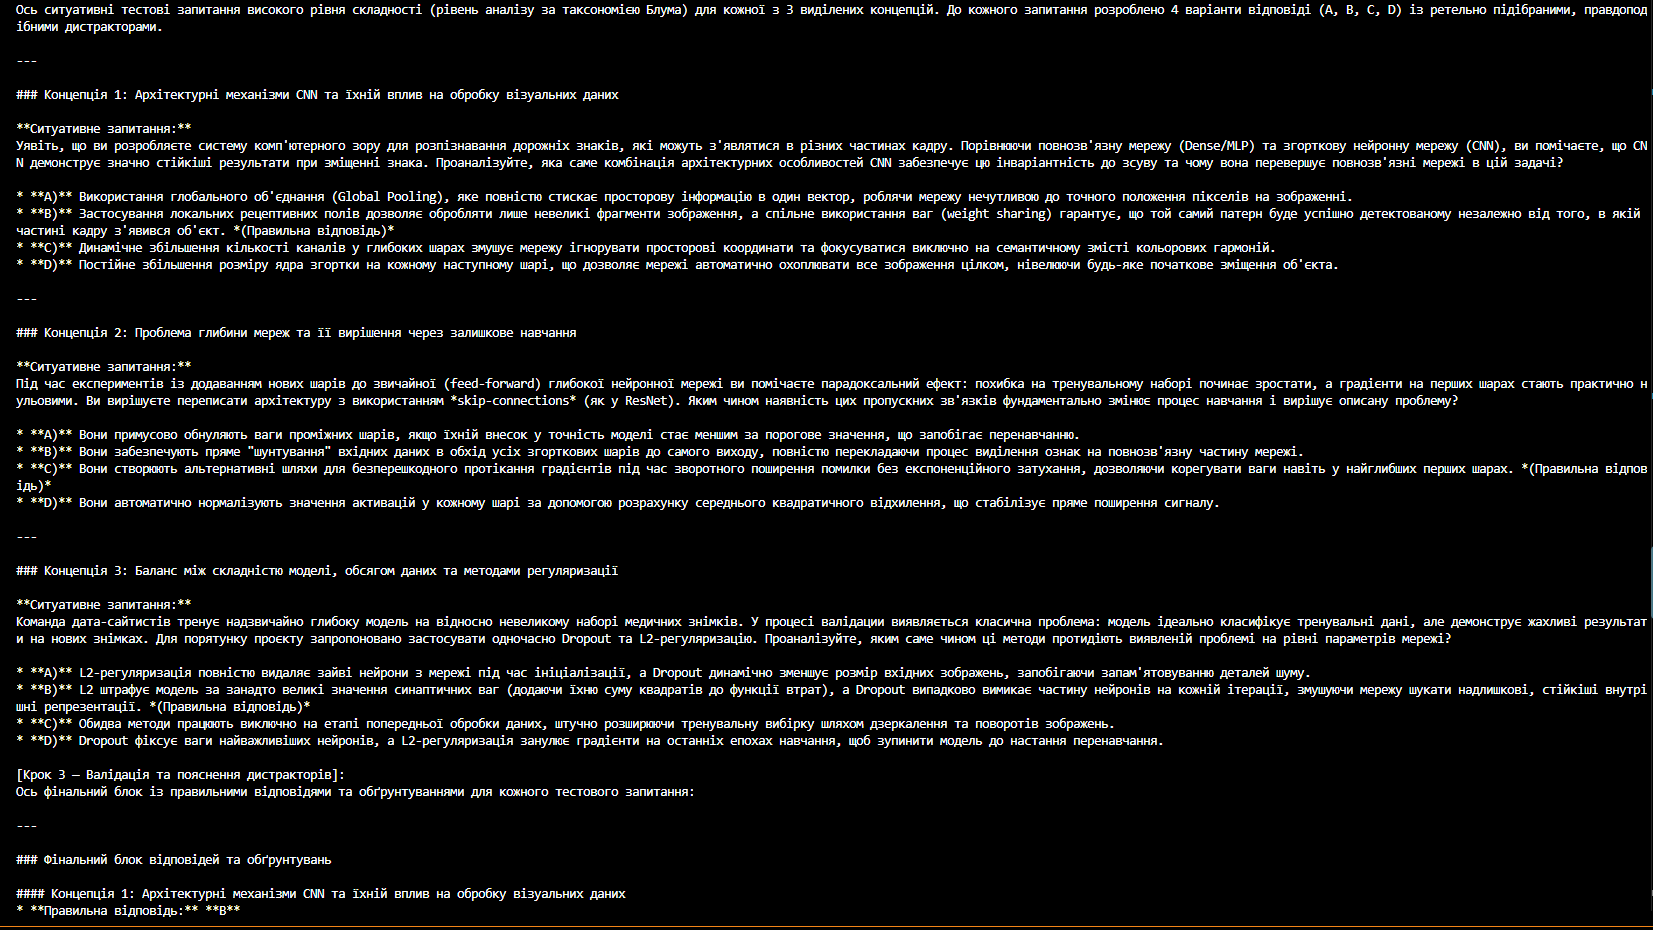 Ось ситуативні тестові запитання високого рівня складності (рівень аналізу за таксономією Блума) для кожної з 3 виділених концепцій. До кожного запитання розроблено 4 варіанти відповіді (A, B, C, D) із ретельно підібраними, правдопод
ібними дистракторами.
---
### Концепція 1: Архітектурні механізми CNN та їхній вплив на обробку візуальних даних
**Ситуативне запитання:**
Уявіть, що ви розробляєте систему комп'ютерного зору для розпізнавання дорожніх знаків, які можуть з'являтися в різних частинах кадру. Порівнюючи повнозв'язну мережу (Dense/MLP) та згорткову нейронну мережу (CNN), ви помічаєте, що CN
N демонструє значно стійкіші результати при зміщенні знака. Проаналізуйте, яка саме комбінація архітектурних особливостей CNN забезпечує цю інваріантність до зсуву та чому вона перевершує повнозв'язні мережі в цій задачі?
* **A)** Використання глобального об'єднання (Global Pooling), яке повністю стискає просторову інформацію в один вектор, роблячи мережу нечутливою до точного положення пікселів на зображенні.
* **B)** Застосування локальних рецептивних полів дозволяє обробляти лише невеликі фрагменти зображення, а спільне використання ваг (weight sharing) гарантує, що той самий патерн буде успішно детектованому незалежно від того, в якій
частині кадру з'явився об'єкт. *(Правильна відповідь)*
* **C)** Динамічне збільшення кількості каналів у глибоких шарах змушує мережу ігнорувати просторові координати та фокусуватися виключно на семантичному змісті кольорових гармоній.
* **D)** Постійне збільшення розміру ядра згортки на кожному наступному шарі, що дозволяє мережі автоматично охоплювати все зображення цілком, нівелюючи будь-яке початкове зміщення об'єкта.
---
### Концепція 2: Проблема глибини мереж та її вирішення через залишкове навчання
**Ситуативне запитання:**
Під час експериментів із додаванням нових шарів до звичайної (feed-forward) глибокої нейронної мережі ви помічаєте парадоксальний ефект: похибка на тренувальному наборі починає зростати, а градієнти на перших шарах стають практично н
ульовими. Ви вирішуєте переписати архітектуру з використанням *skip-connections* (як у ResNet). Яким чином наявність цих пропускних зв'язків фундаментально змінює процес навчання і вирішує описану проблему?
* **A)** Вони примусово обнуляють ваги проміжних шарів, якщо їхній внесок у точність моделі стає меншим за порогове значення, що запобігає перенавчанню.
* **B)** Вони забезпечують пряме "шунтування" вхідних даних в обхід усіх згорткових шарів до самого виходу, повністю перекладаючи процес виділення ознак на повнозв'язну частину мережі.
* **C)** Вони створюють альтернативні шляхи для безперешкодного протікання градієнтів під час зворотного поширення помилки без експоненційного затухання, дозволяючи корегувати ваги навіть у найглибших перших шарах. *(Правильна відпов
ідь)*
* **D)** Вони автоматично нормалізують значення активацій у кожному шарі за допомогою розрахунку середнього квадратичного відхилення, що стабілізує пряме поширення сигналу.
---
### Концепція 3: Баланс між складністю моделі, обсягом даних та методами регуляризації
**Ситуативне запитання:**
Команда дата-сайтистів тренує надзвичайно глибоку модель на відносно невеликому наборі медичних знімків. У процесі валідації виявляється класична проблема: модель ідеально класифікує тренувальні дані, але демонструє жахливі результат
и на нових знімках. Для порятунку проєкту запропоновано застосувати одночасно Dropout та L2-регуляризацію. Проаналізуйте, яким саме чином ці методи протидіють виявленій проблемі на рівні параметрів мережі?
* **A)** L2-регуляризація повністю видаляє зайві нейрони з мережі під час ініціалізації, а Dropout динамічно зменшує розмір вхідних зображень, запобігаючи запам'ятовуванню деталей шуму.
* **B)** L2 штрафує модель за занадто великі значення синаптичних ваг (додаючи їхню суму квадратів до функції втрат), а Dropout випадково вимикає частину нейронів на кожній ітерації, змушуючи мережу шукати надлишкові, стійкіші внутрі
шні репрезентації. *(Правильна відповідь)*
* **C)** Обидва методи працюють виключно на етапі попередньої обробки даних, штучно розширюючи тренувальну вибірку шляхом дзеркалення та поворотів зображень.
* **D)** Dropout фіксує ваги найважливіших нейронів, а L2-регуляризація занулює градієнти на останніх епохах навчання, щоб зупинити модель до настання перенавчання.
[Крок 3 — Валідація та пояснення дистракторів]:
Ось фінальний блок із правильними відповідями та обґрунтуваннями для кожного тестового запитання:
---
### Фінальний блок відповідей та обґрунтувань
#### Концепція 1: Архітектурні механізми CNN та їхній вплив на обробку візуальних даних
* **Правильна відповідь:** **B**